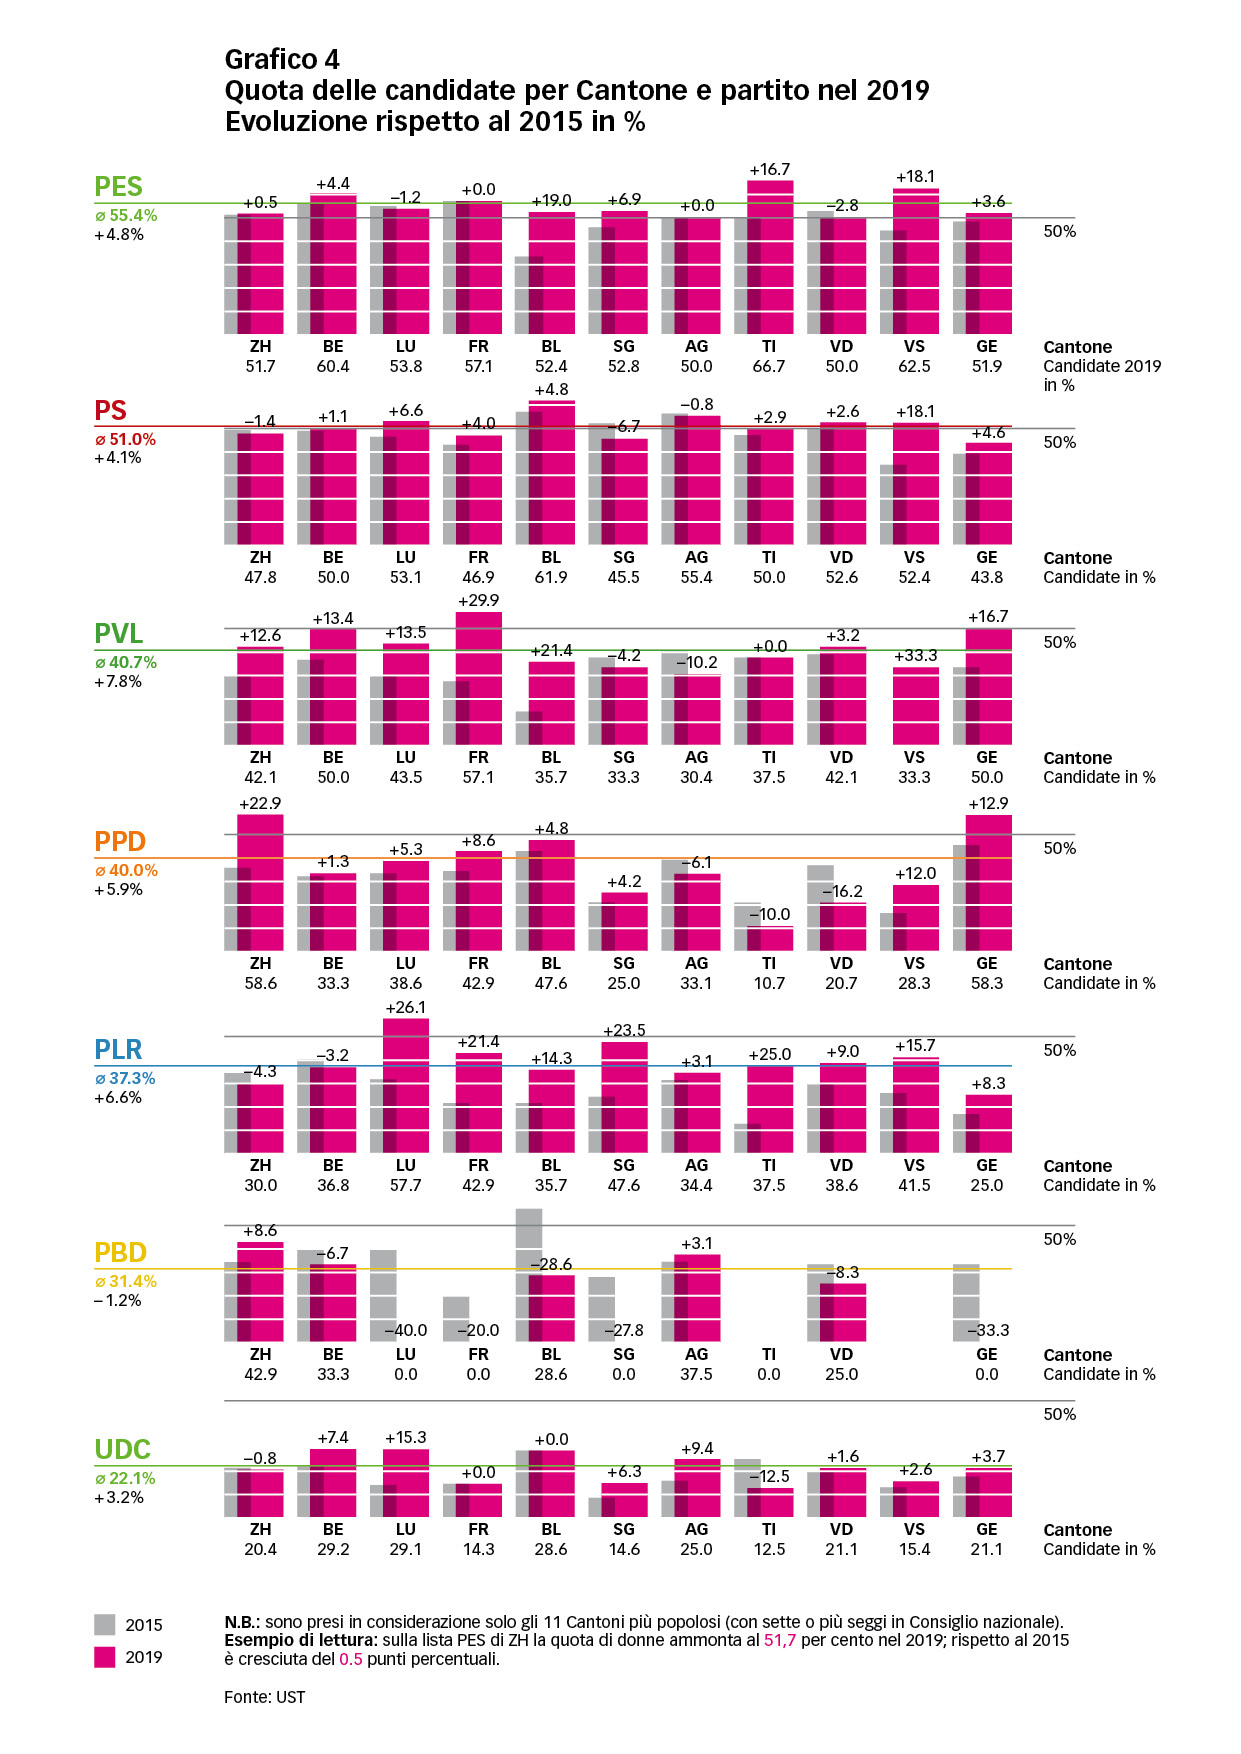 Grafico 4
Quota delle candidate per Cantone e partito nel 2019
Evoluzione rispetto al 2015 in %
PES
⌀ 55.4%
+4.8%
+0.5 +4.4 −1.2 +0.0 +19.0 +6.9 +0.0 +16.7 −2.8 +18.1 +3.6
50%
ZH BE LU FR BL SG AG TI VD VS GE Cantone
51.7 60.4 53.8 57.1 52.4 52.8 50.0 66.7 50.0 62.5 51.9 Candidate 2019
in %
PS
⌀ 51.0%
+4.1%
−1.4 +1.1 +6.6 +4.0 +4.8 −6.7 −0.8 +2.9 +2.6 +18.1 +4.6
50%
ZH BE LU FR BL SG AG TI VD VS GE Cantone
47.8 50.0 53.1 46.9 61.9 45.5 55.4 50.0 52.6 52.4 43.8 Candidate in %
PVL
⌀ 40.7%
+7.8%
+12.6 +13.4 +13.5 +29.9 +21.4 −4.2 −10.2 +0.0 +3.2 +33.3 +16.7
50%
ZH BE LU FR BL SG AG TI VD VS GE Cantone
42.1 50.0 43.5 57.1 35.7 33.3 30.4 37.5 42.1 33.3 50.0 Candidate in %
PPD
⌀ 40.0%
+5.9%
+22.9 +1.3 +5.3 +8.6 +4.8 +4.2 −6.1 −10.0 −16.2 +12.0 +12.9
50%
ZH BE LU FR BL SG AG TI VD VS GE Cantone
58.6 33.3 38.6 42.9 47.6 25.0 33.1 10.7 20.7 28.3 58.3 Candidate in %
PLR
⌀ 37.3%
+6.6%
−4.3 −3.2 +26.1 +21.4 +14.3 +23.5 +3.1 +25.0 +9.0 +15.7 +8.3
50%
ZH BE LU FR BL SG AG TI VD VS GE Cantone
30.0 36.8 57.7 42.9 35.7 47.6 34.4 37.5 38.6 41.5 25.0 Candidate in %
PBD
⌀ 31.4%
−1.2%
+8.6 −6.7 −40.0 −20.0 −28.6 −27.8 +3.1 −8.3 −33.3
50%
ZH BE LU FR BL SG AG TI VD GE Cantone
42.9 33.3 0.0 0.0 28.6 0.0 37.5 0.0 25.0 0.0 Candidate in %
UDC
⌀ 22.1%
+3.2%
−0.8 +7.4 +15.3 +0.0 +0.0 +6.3 +9.4 −12.5 +1.6 +2.6 +3.7
50%
ZH BE LU FR BL SG AG TI VD VS GE Cantone
20.4 29.2 29.1 14.3 28.6 14.6 25.0 12.5 21.1 15.4 21.1 Candidate in %
2015
2019
N.B.: sono presi in considerazione solo gli 11 Cantoni più popolosi (con sette o più seggi in Consiglio nazionale).
Esempio di lettura: sulla lista PES di ZH la quota di donne ammonta al 51,7 per cento nel 2019; rispetto al 2015
è cresciuta del 0.5 punti percentuali.
Fonte: UST